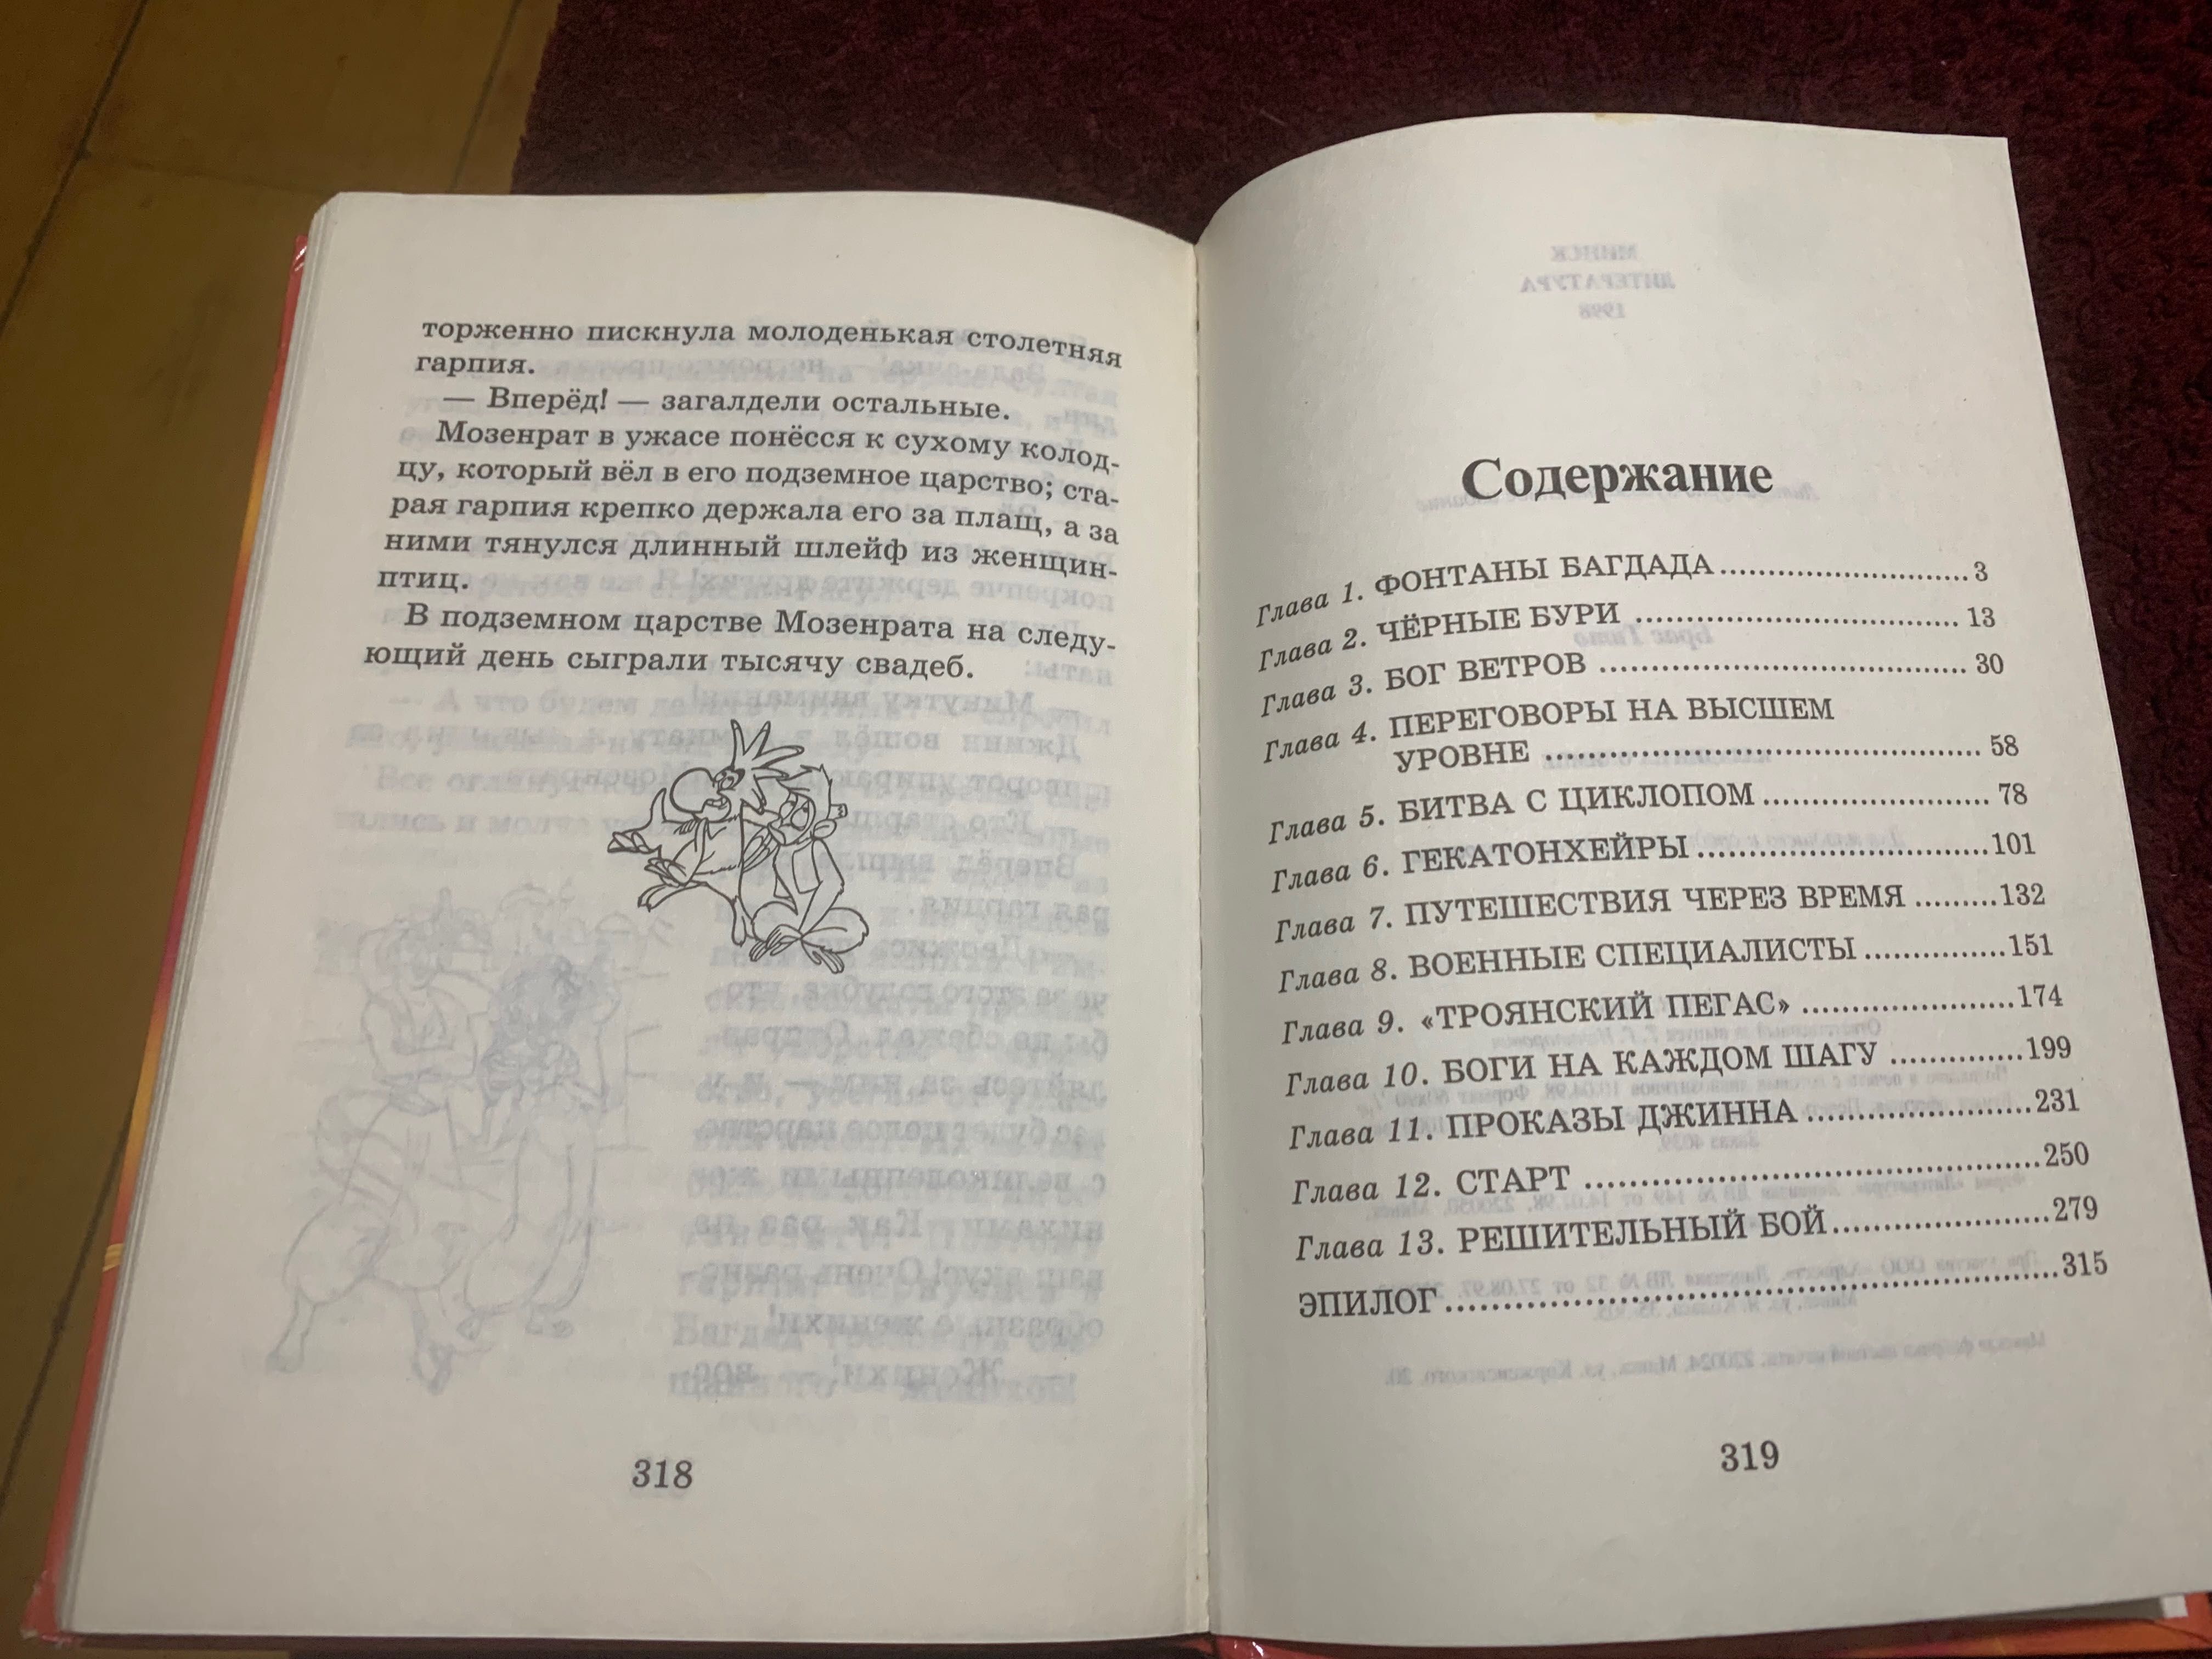 торженно пискнула молоденькая столетняя
гарпия.
— Вперёд! — загалдели остальные.
Мозенрат в ужасе понёсся к сухому колод-
цу, который вёл в его подземное царство; ста-
рая гарпия крепко держала его за плащ, а за
ними тянулся длинный шлейф из женщин-
птиц.
В подземном царстве Мозенрата на следу-
ющий день сыграли тысячу свадеб.
318
МИНСК
ЛИТЕРАТУРА
1998
Содержание
Глава 1. ФОНТАНЫ БАГДАДА............................3
Глава 2. ЧЁРНЫЕ БУРИ .................................... 13
Глава 3. БОГ ВЕТРОВ ........................................ 30
Глава 4. ПЕРЕГОВОРЫ НА ВЫСШЕМ
УРОВНЕ ............................................... 58
Глава 5. БИТВА С ЦИКЛОПОМ ......................... 78
Глава 6. ГЕКАТОНХЕЙРЫ ................................101
Глава 7. ПУТЕШЕСТВИЯ ЧЕРЕЗ ВРЕМЯ .........132
Глава 8. ВОЕННЫЕ СПЕЦИАЛИСТЫ ...............151
Глава 9. «ТРОЯНСКИЙ ПЕГАС» .......................174
Глава 10. БОГИ НА КАЖДОМ ШАГУ ..............199
Глава 11. ПРОКАЗЫ ДЖИННА ........................231
Глава 12. СТАРТ ................................................250
Глава 13. РЕШИТЕЛЬНЫЙ БОЙ.......................279
ЭПИЛОГ................................................................315
319